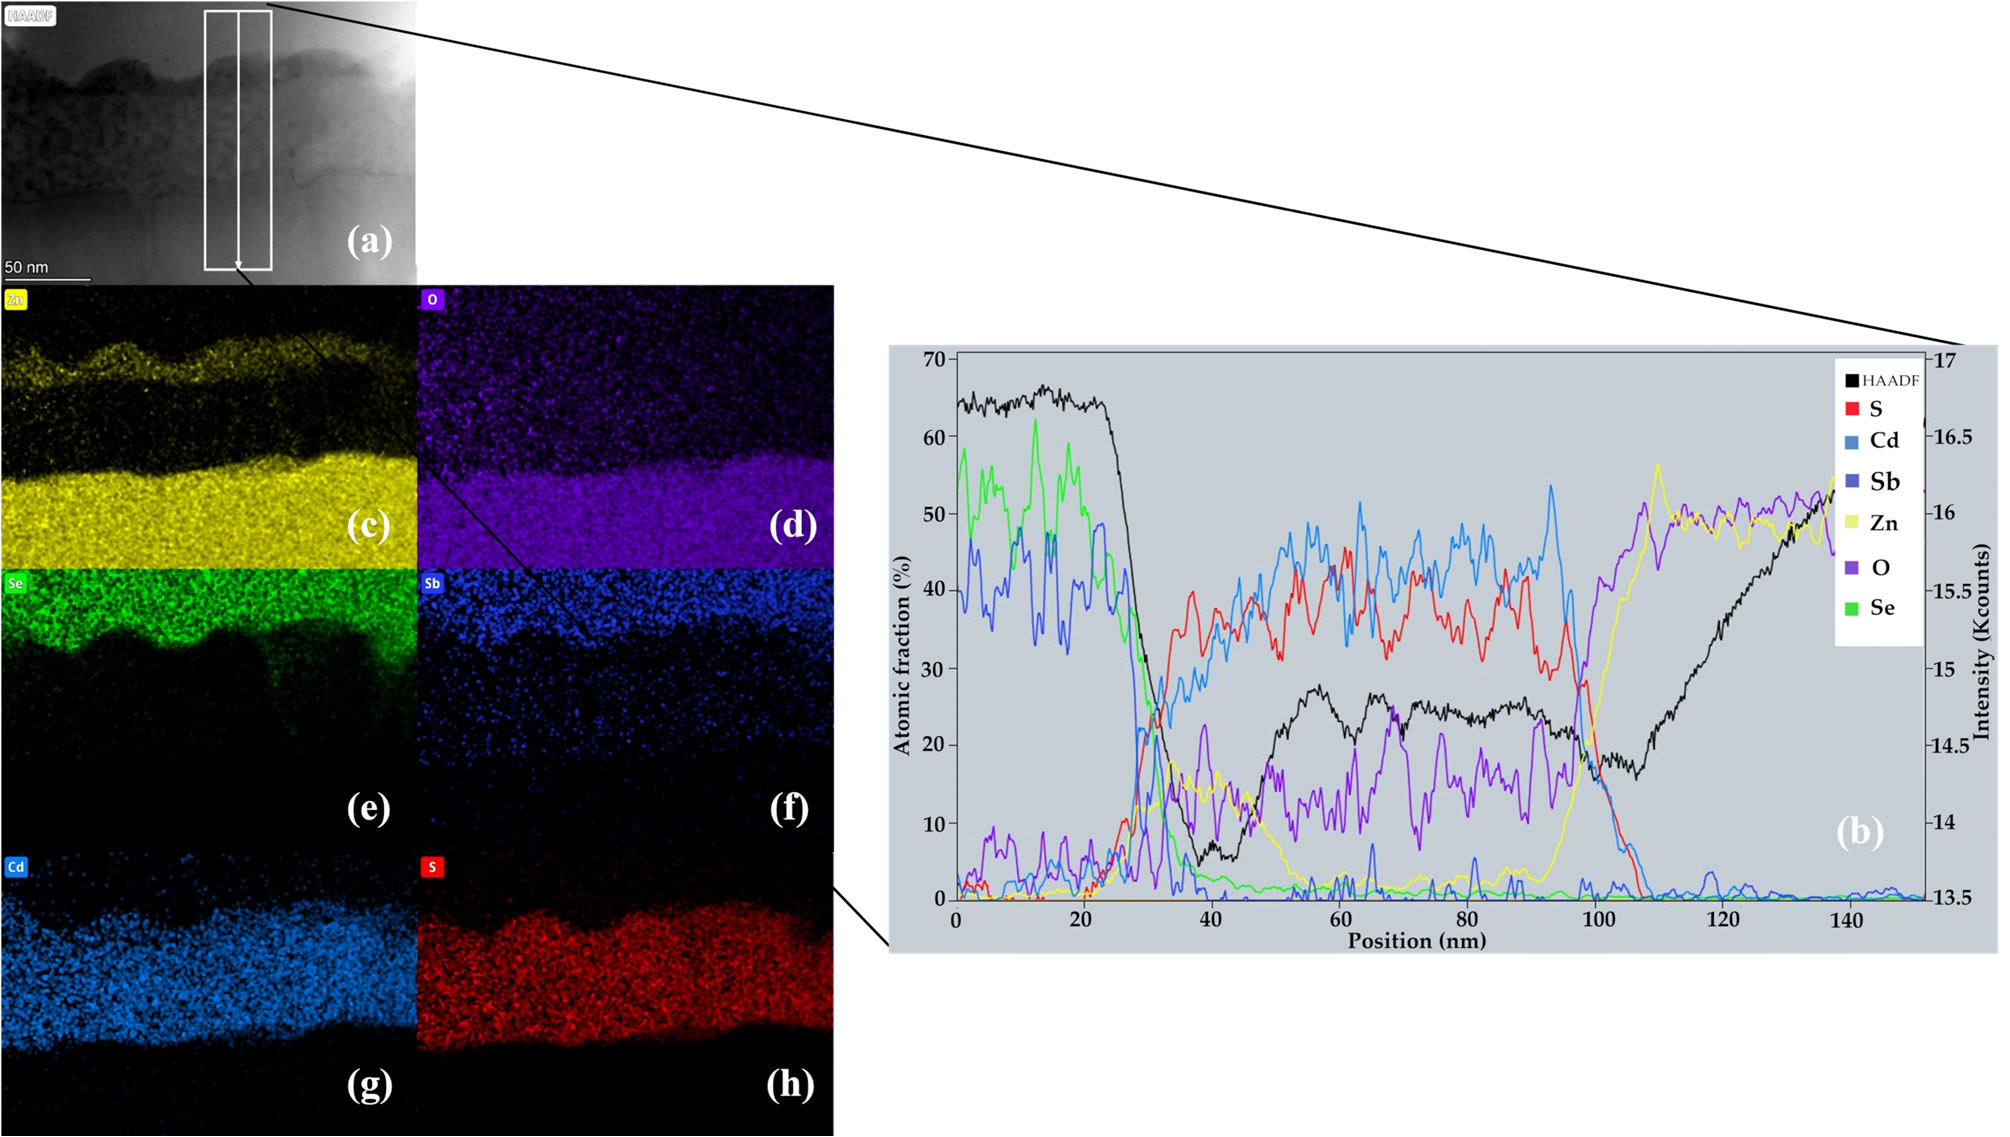 HAADF
(a)
50 nm
Zn
(c)
O
(d)
Se
(e)
Sb
(f)
Cd
(g)
S
(h)
70
60
50
40
30
20
10
0
Atomic fraction (%)
0
20
40
60
80
100
120
140
Position (nm)
17
16.5
16
15.5
15
14.5
14
13.5
Intensity (Kcounts)
HAADF
S
Cd
Sb
Zn
O
Se
(b)